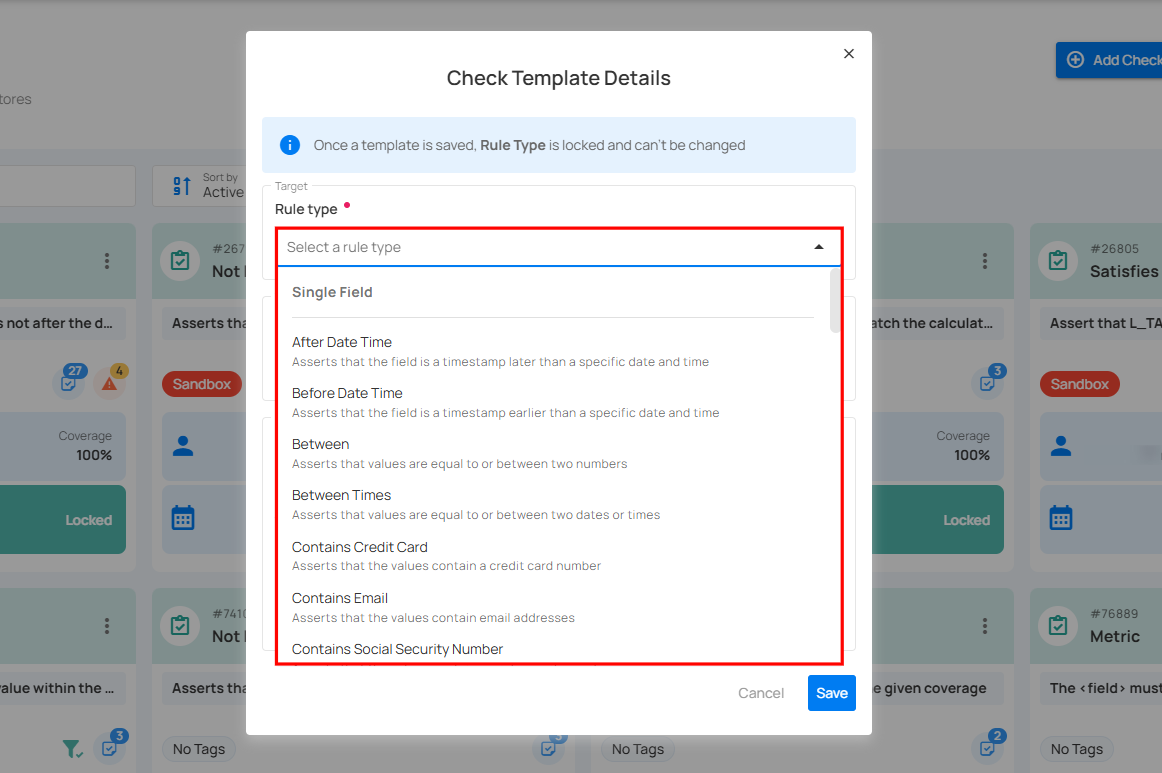 Check Template Details
Add Check
tores
Once a template is saved, Rule Type is locked and can't be changed
Sort by
Active
Target
Rule type
Select a rule type
Single Field
After Date Time
Asserts that the field is a timestamp later than a specific date and time
Before Date Time
Asserts that the field is a timestamp earlier than a specific date and time
Between
Asserts that values are equal to or between two numbers
Between Times
Asserts that values are equal to or between two dates or times
Contains Credit Card
Asserts that the values contain a credit card number
Contains Email
Asserts that the values contain email addresses
Contains Social Security Number
Cancel
Save
#267
Not
#26805
Satisfies
s not after the d...
Asserts tha
atch the calculat...
Assert that L_TA
27
4
Sandbox
3
Sandbox
Coverage
100%
Coverage
100%
Locked
Locked
#7410
Not
#76889
Metric
value within the ...
Asserts tha
e given coverage
The <field> must
3
No Tags
3
No Tags
2
No Tags